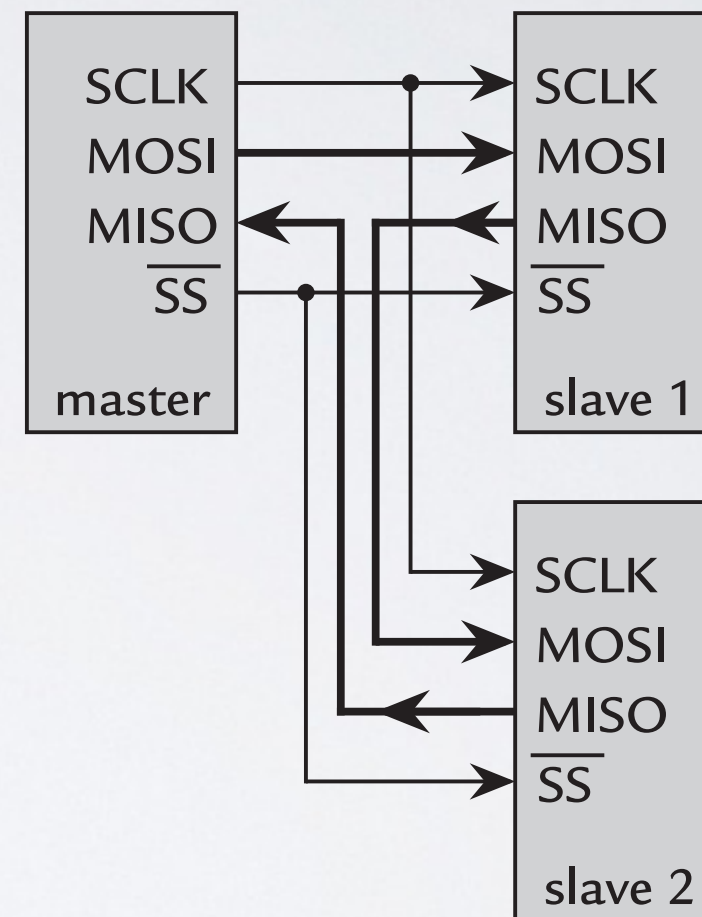 SCLK
MOSI
MISO
SS
master
SCLK
MOSI
MISO
SS
slave 1
SCLK
MOSI
MISO
SS
slave 2